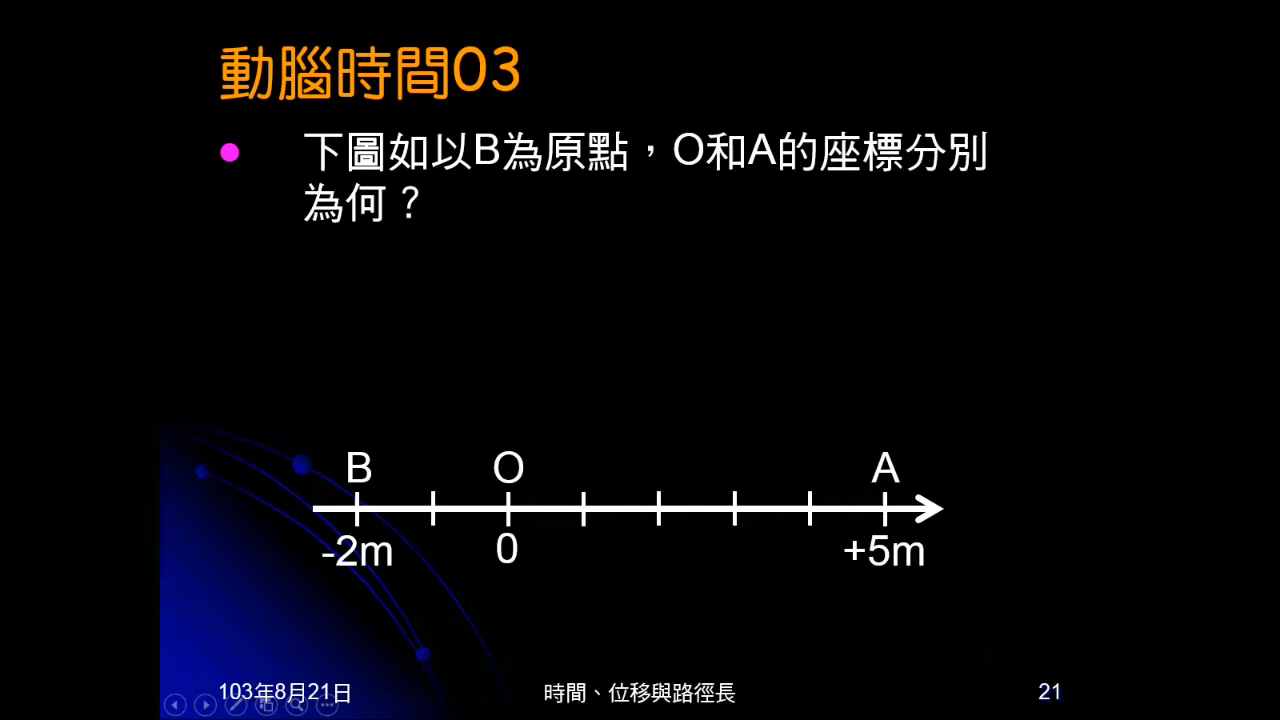 動腦時間03
下圖如以B為原點，O和A的座標分別
為何？
B O A
-2m 0 +5m
103年8月21日 時間、位移與路徑長 21